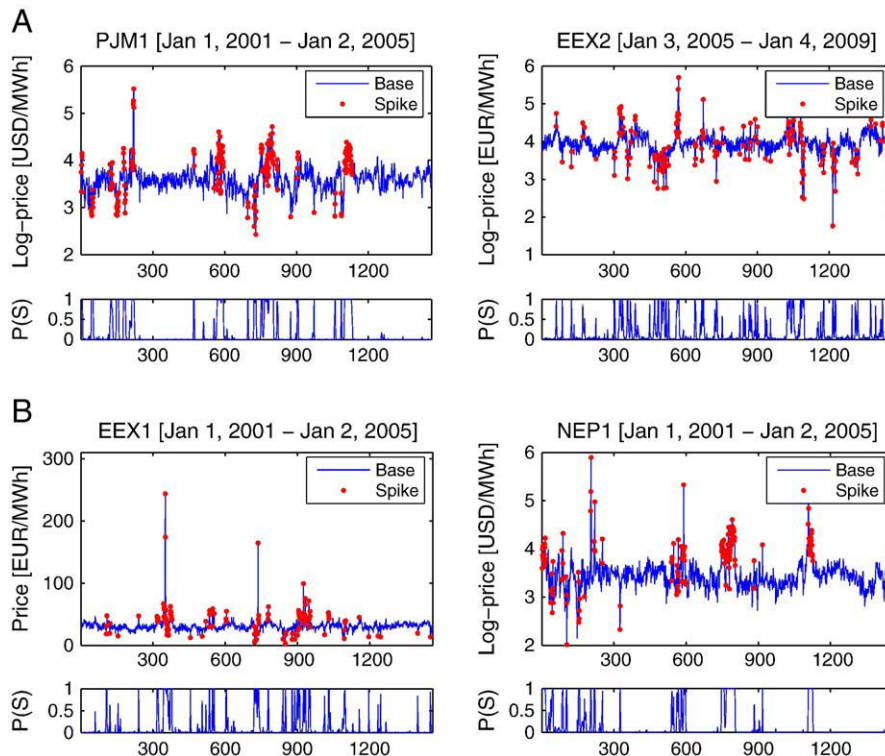 A
PJM1 [Jan 1, 2001 – Jan 2, 2005]
Log-price [USD/MWh]
6
5
4
3
2
Base
Spike
300 600 900 1200
P(S)
1
0.5
0
300 600 900 1200
EEX2 [Jan 3, 2005 – Jan 4, 2009]
Log-price [EUR/MWh]
6
5
4
3
2
1
Base
Spike
300 600 900 1200
P(S)
1
0.5
0
300 600 900 1200
B
EEX1 [Jan 1, 2001 – Jan 2, 2005]
Price [EUR/MWh]
300
200
100
0
Base
Spike
300 600 900 1200
P(S)
1
0.5
0
300 600 900 1200
NEP1 [Jan 1, 2001 – Jan 2, 2005]
Log-price [USD/MWh]
6
5
4
3
2
Base
Spike
300 600 900 1200
P(S)
1
0.5
0
300 600 900 1200